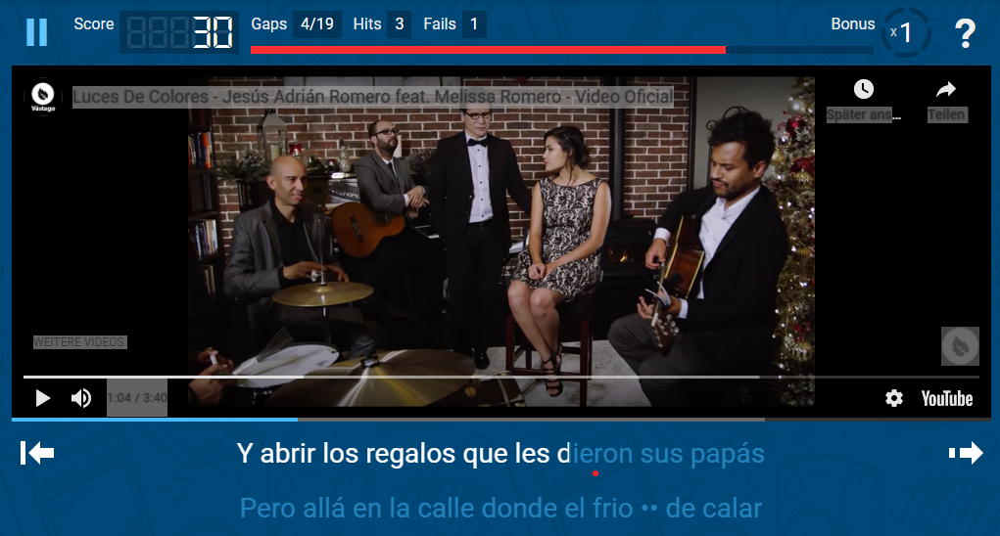 Score 30 Gaps 4/19 Hits 3 Fails 1 Bonus x1 ?
Vástago
Luces De Colores - Jesús Adrián Romero feat. Melissa Romero - Video Oficial
Später ans...
Teilen
WEITERE VIDEOS
1:04 / 3:40
YouTube
Y abrir los regalos que les dieron sus papás
Pero allá en la calle donde el frio •• de calar